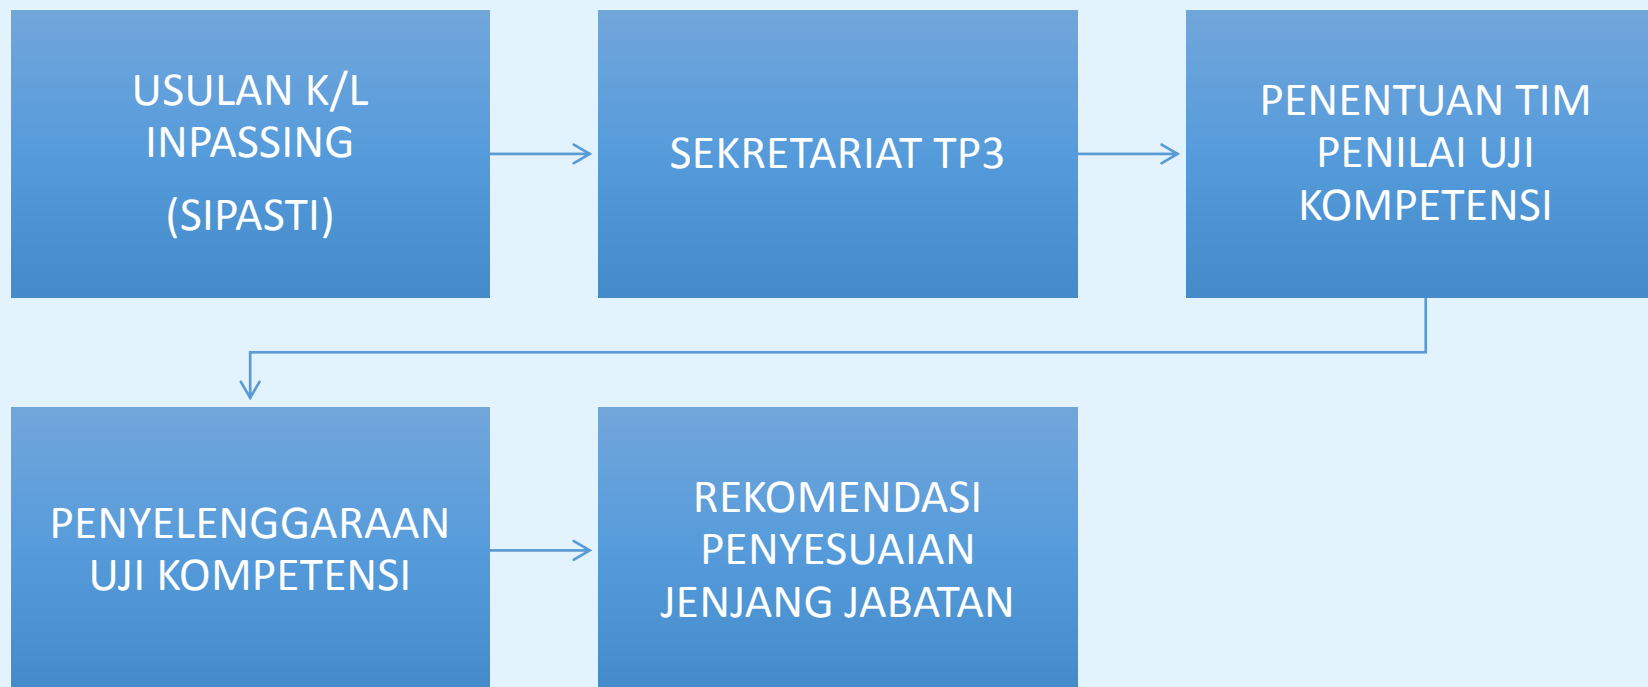 USULAN K/L
INPASSING
(SIPASTI)
SEKRETARIAT TP3
PENENTUAN TIM
PENILAI UJI
KOMPETENSI
PENYELENGGARAAN
UJI KOMPETENSI
REKOMENDASI
PENYESUAIAN
JENJANG JABATAN